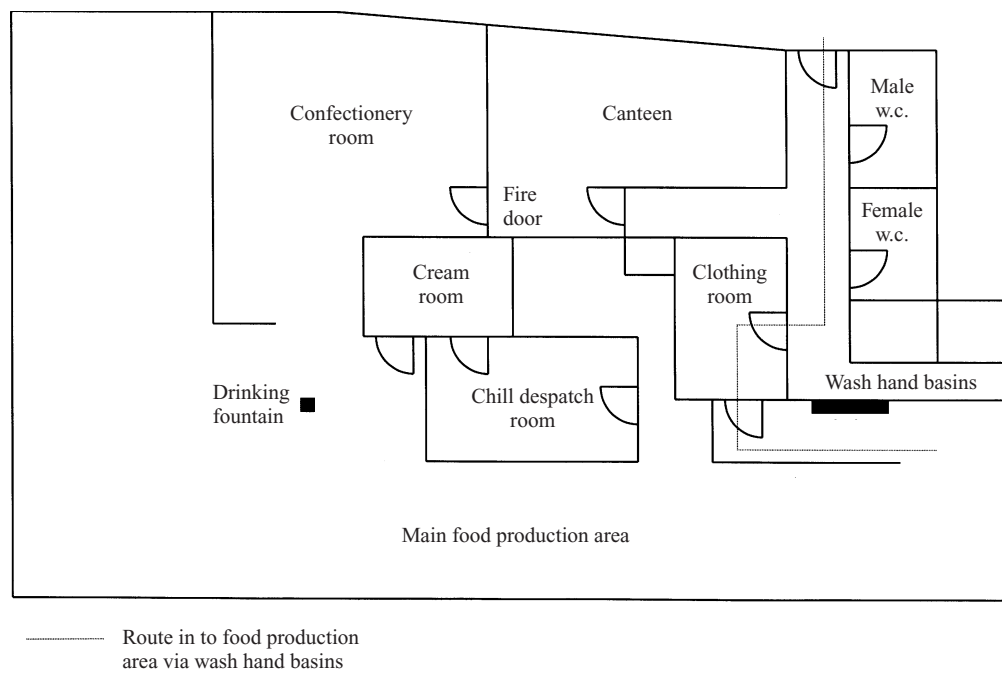 Confectionery
room
Canteen
Male
w.c.
Fire
door
Female
w.c.
Cream
room
Clothing
room
Drinking
fountain
Chill despatch
room
Wash hand basins
Main food production area
Route in to food production
area via wash hand basins